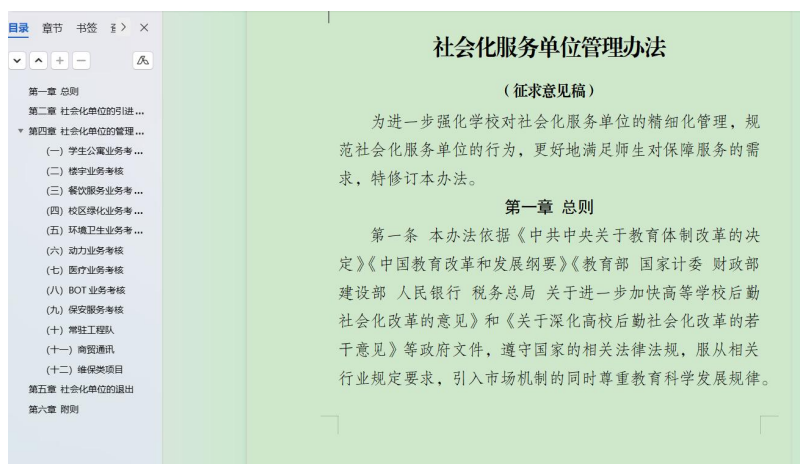 目录 章节 书签
第一章 总则
第二章 社会化单位的引进...
第四章 社会化单位的管理...
(一) 学生公寓业务考...
(二) 楼宇业务考核
(三) 餐饮服务业务考...
(四) 校区绿化业务考...
(五) 环境卫生业务考...
(六) 动力业务考核
(七) 医疗业务考核
(八) BOT 业务考核
(九) 保安服务考核
(十) 常驻工程队
(十一) 商贸通讯
(十二) 维保类项目
第五章 社会化单位的退出
第六章 附则
社会化服务单位管理办法
（征求意见稿）
为进一步强化学校对社会化服务单位的精细化管理，规
范社会化服务单位的行为，更好地满足师生对保障服务的需
求，特修订本办法。
第一章 总则
第一条 本办法依据《中共中央关于教育体制改革的决
定》《中国教育改革和发展纲要》《教育部 国家计委 财政部
建设部 人民银行 税务总局 关于进一步加快高等学校后勤
社会化改革的意见》和《关于深化高校后勤社会化改革的若
干意见》等政府文件，遵守国家的相关法律法规，服从相关
行业规定要求，引入市场机制的同时尊重教育科学发展规律。